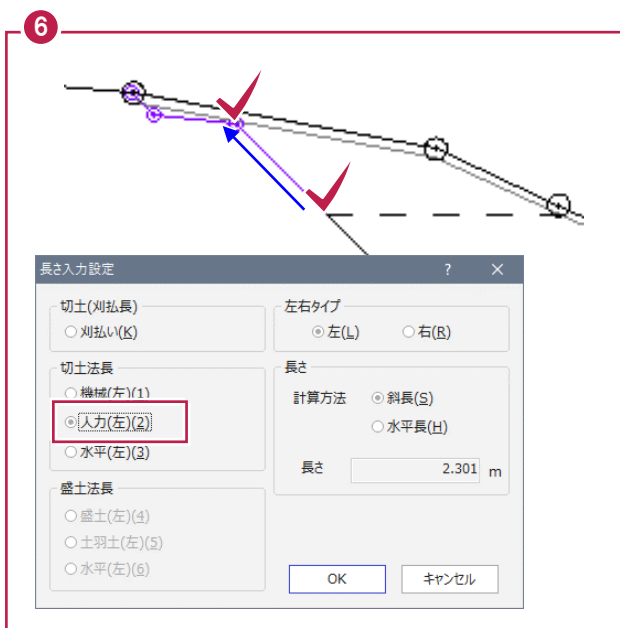 6
長さ入力設定 ? ×
切土(刈払長)
刈払い(K)
切土法長
機械(左)(1)
人力(左)(2)
水平(左)(3)
盛土法長
盛土(左)(4)
土羽土(左)(5)
水平(左)(6)
左右タイプ
左(L) 右(R)
長さ
計算方法 斜長(S)
水平長(H)
長さ 2.301 m
OK キャンセル